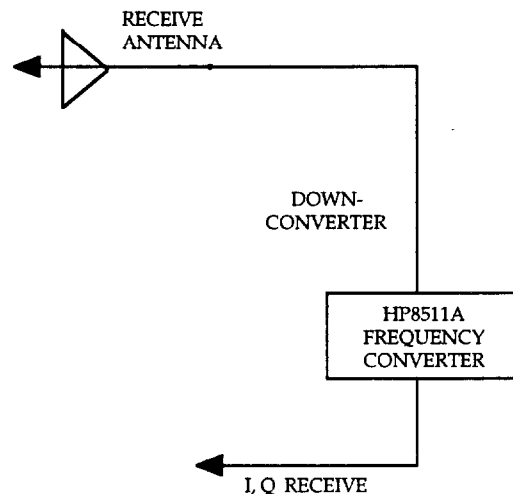 RECEIVE
ANTENNA
DOWN-
CONVERTER
HP8511A
FREQUENCY
CONVERTER
I, Q RECEIVE